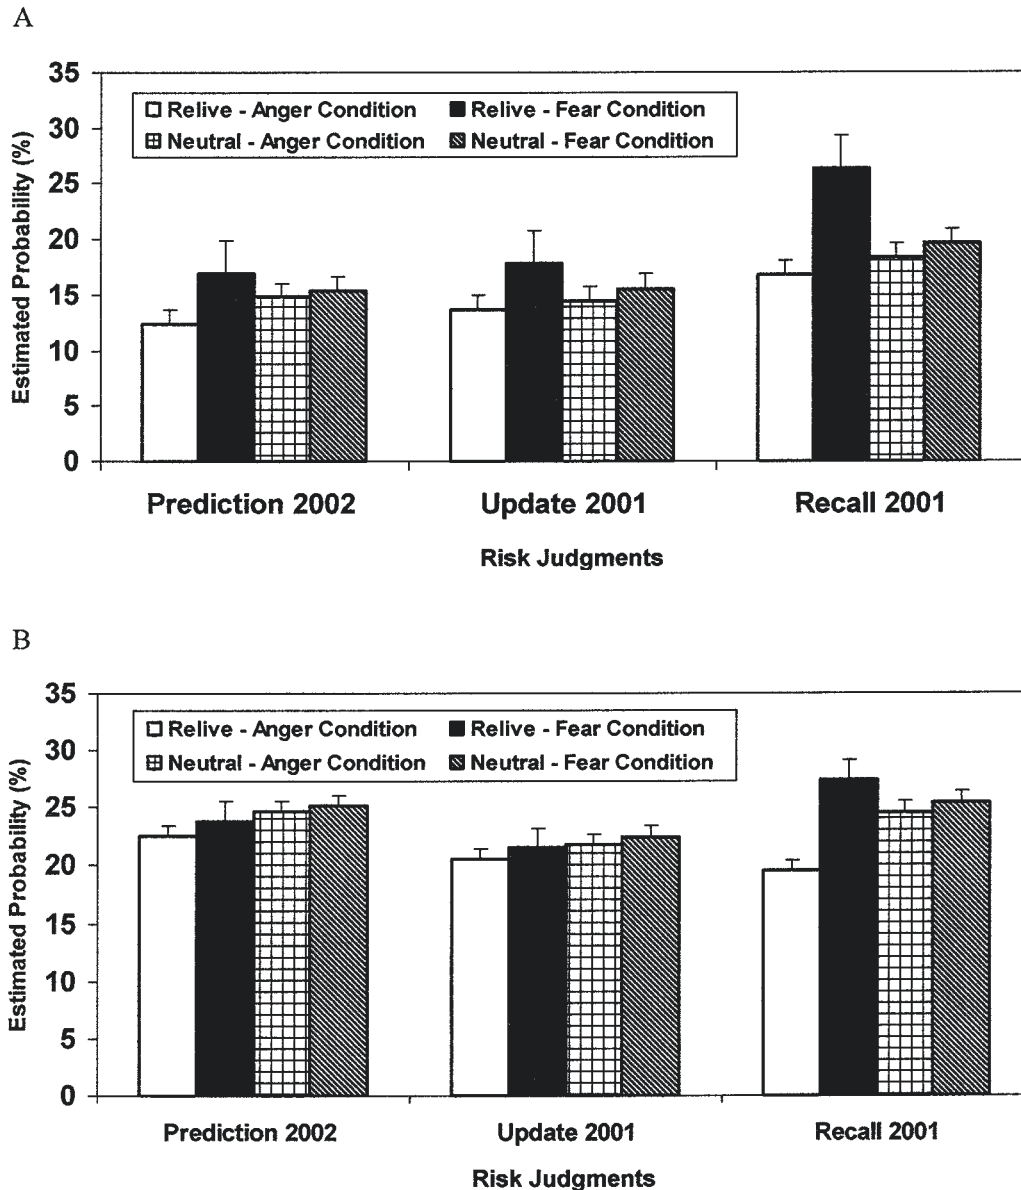 A
35
30
25
20
15
10
5
0
Estimated Probability (%)
Relive - Anger Condition Relive - Fear Condition
Neutral - Anger Condition Neutral - Fear Condition
Prediction 2002 Update 2001 Recall 2001
Risk Judgments
B
35
30
25
20
15
10
5
0
Estimated Probability (%)
Relive - Anger Condition Relive - Fear Condition
Neutral - Anger Condition Neutral - Fear Condition
Prediction 2002 Update 2001 Recall 2001
Risk Judgments